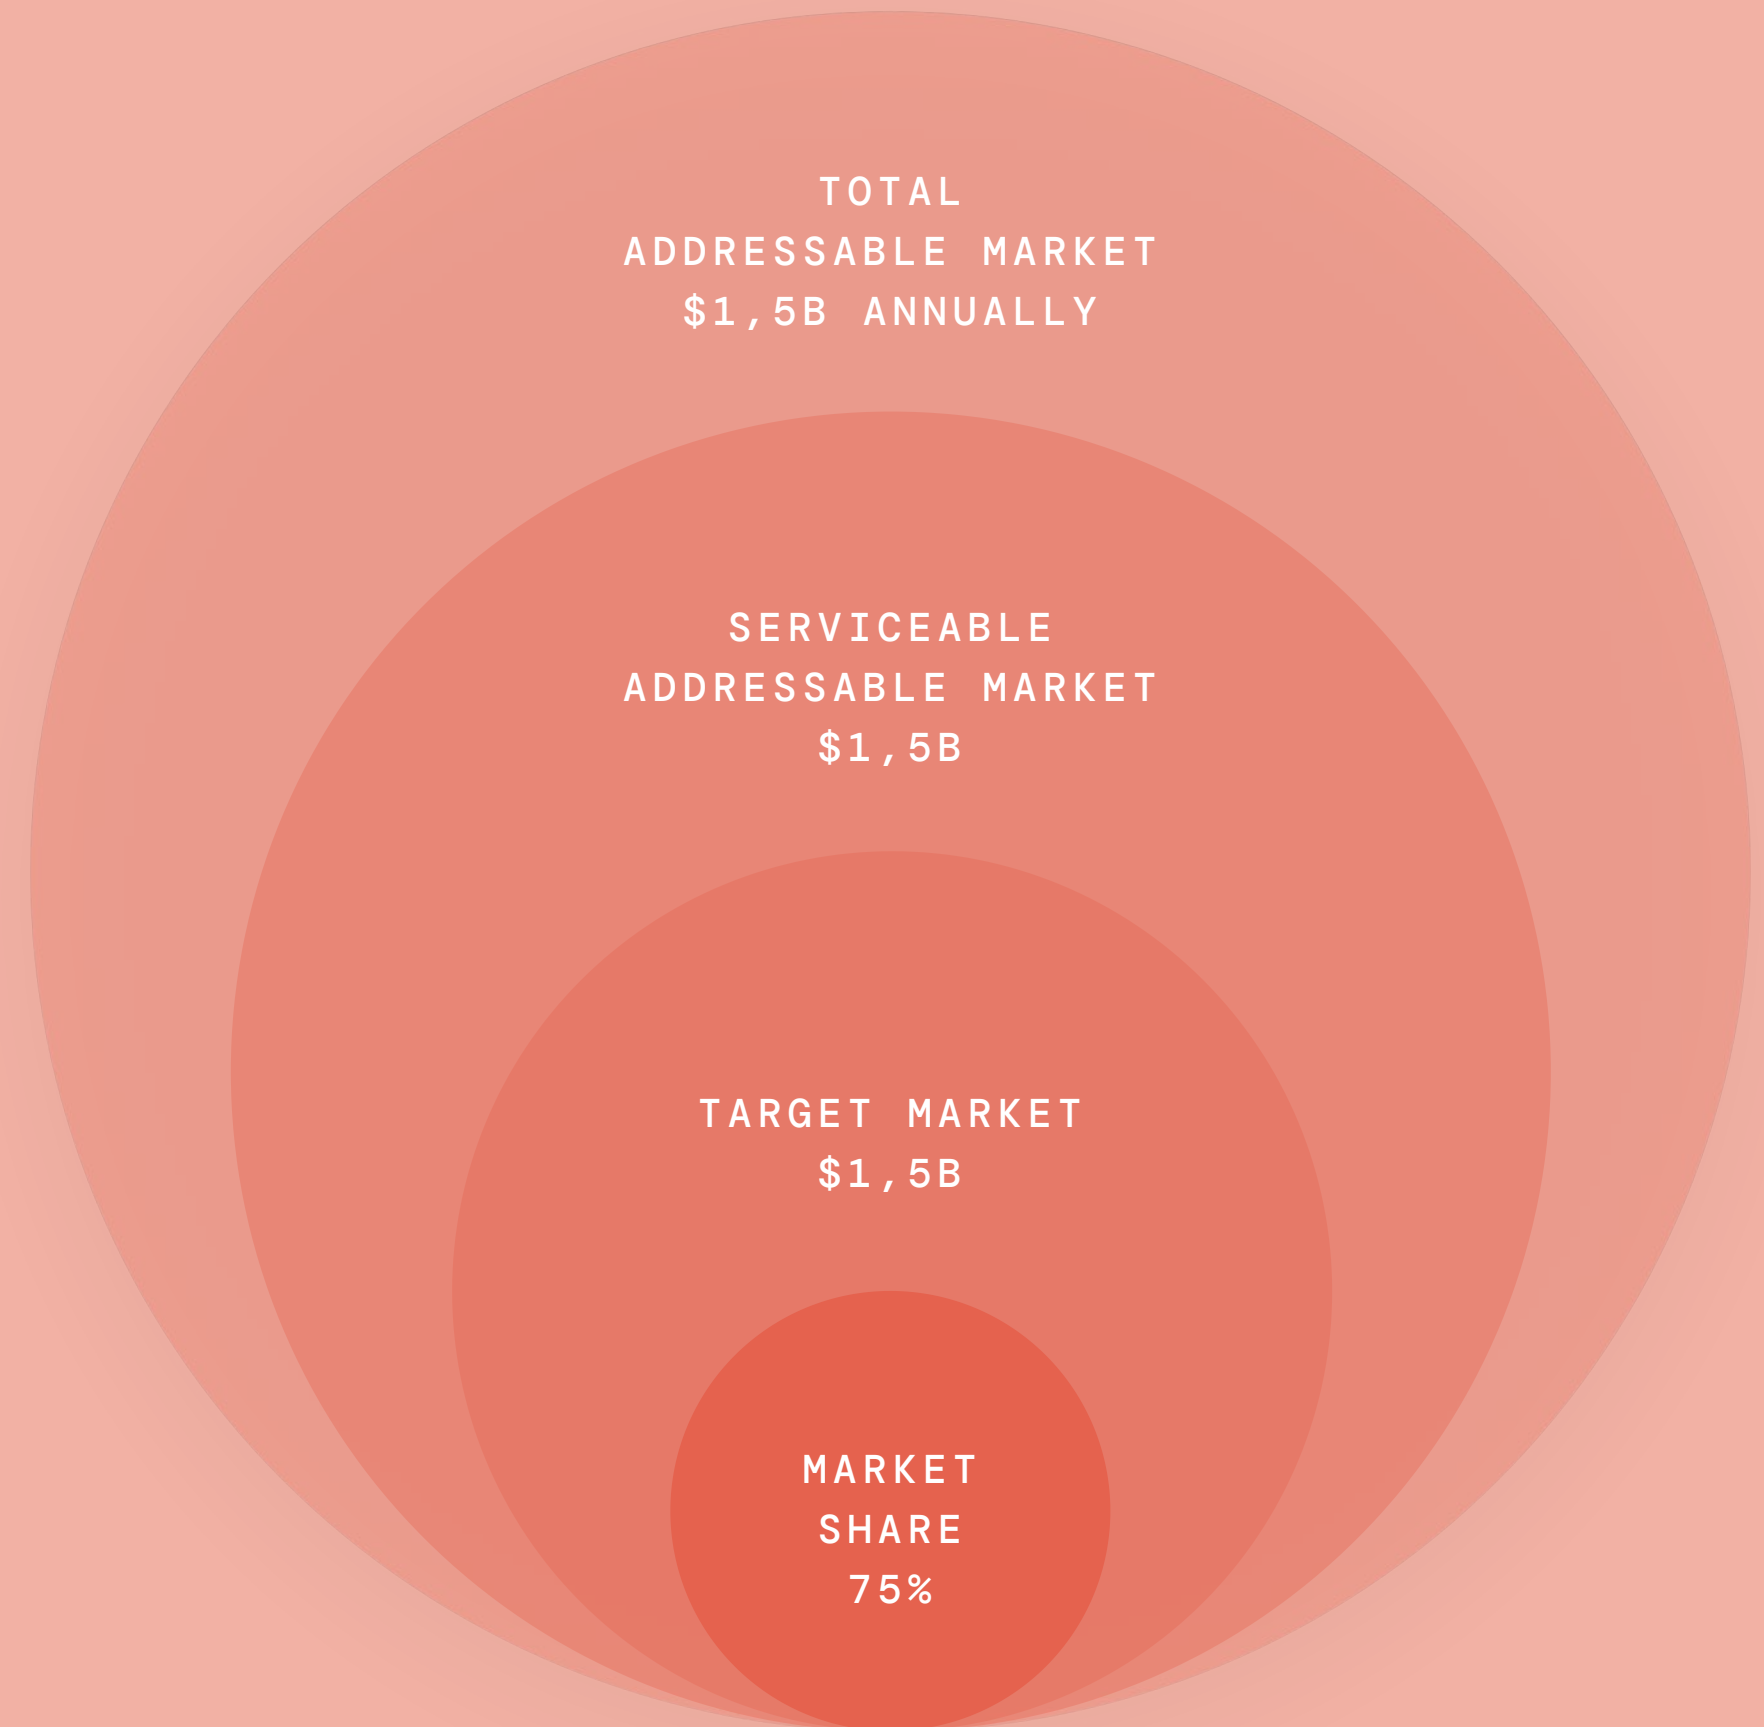 TOTAL
ADDRESSABLE MARKET
$1,5B ANNUALLY
SERVICEABLE
ADDRESSABLE MARKET
$1,5B
TARGET MARKET
$1,5B
MARKET
SHARE
75%